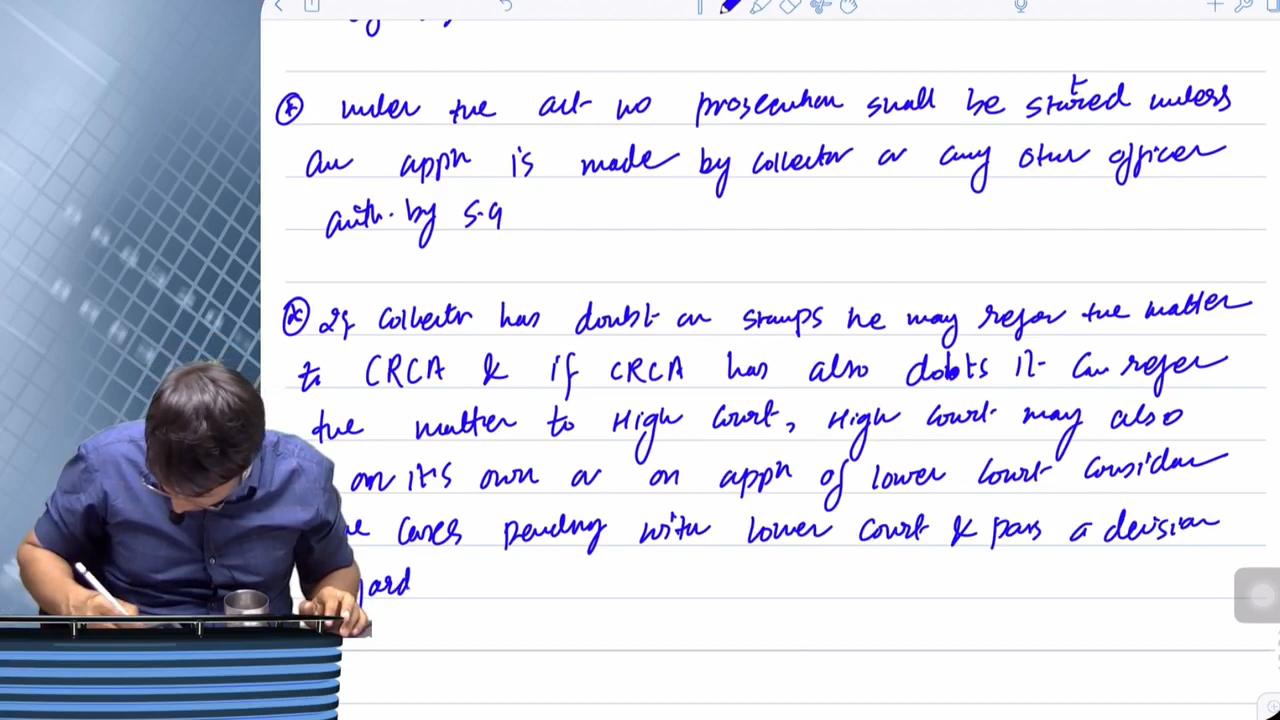 under the act no prosecution shall be started unless
an appn is made by collector or any other officer
auth. by S.G
If collector has doubt on stamps he may refer the matter
to CRCA & if CRCA has also dobts it can refer
the matter to High Court, High Court may also
on it's own or on appn of lower court consider
cases pending with lower court & pass a decision